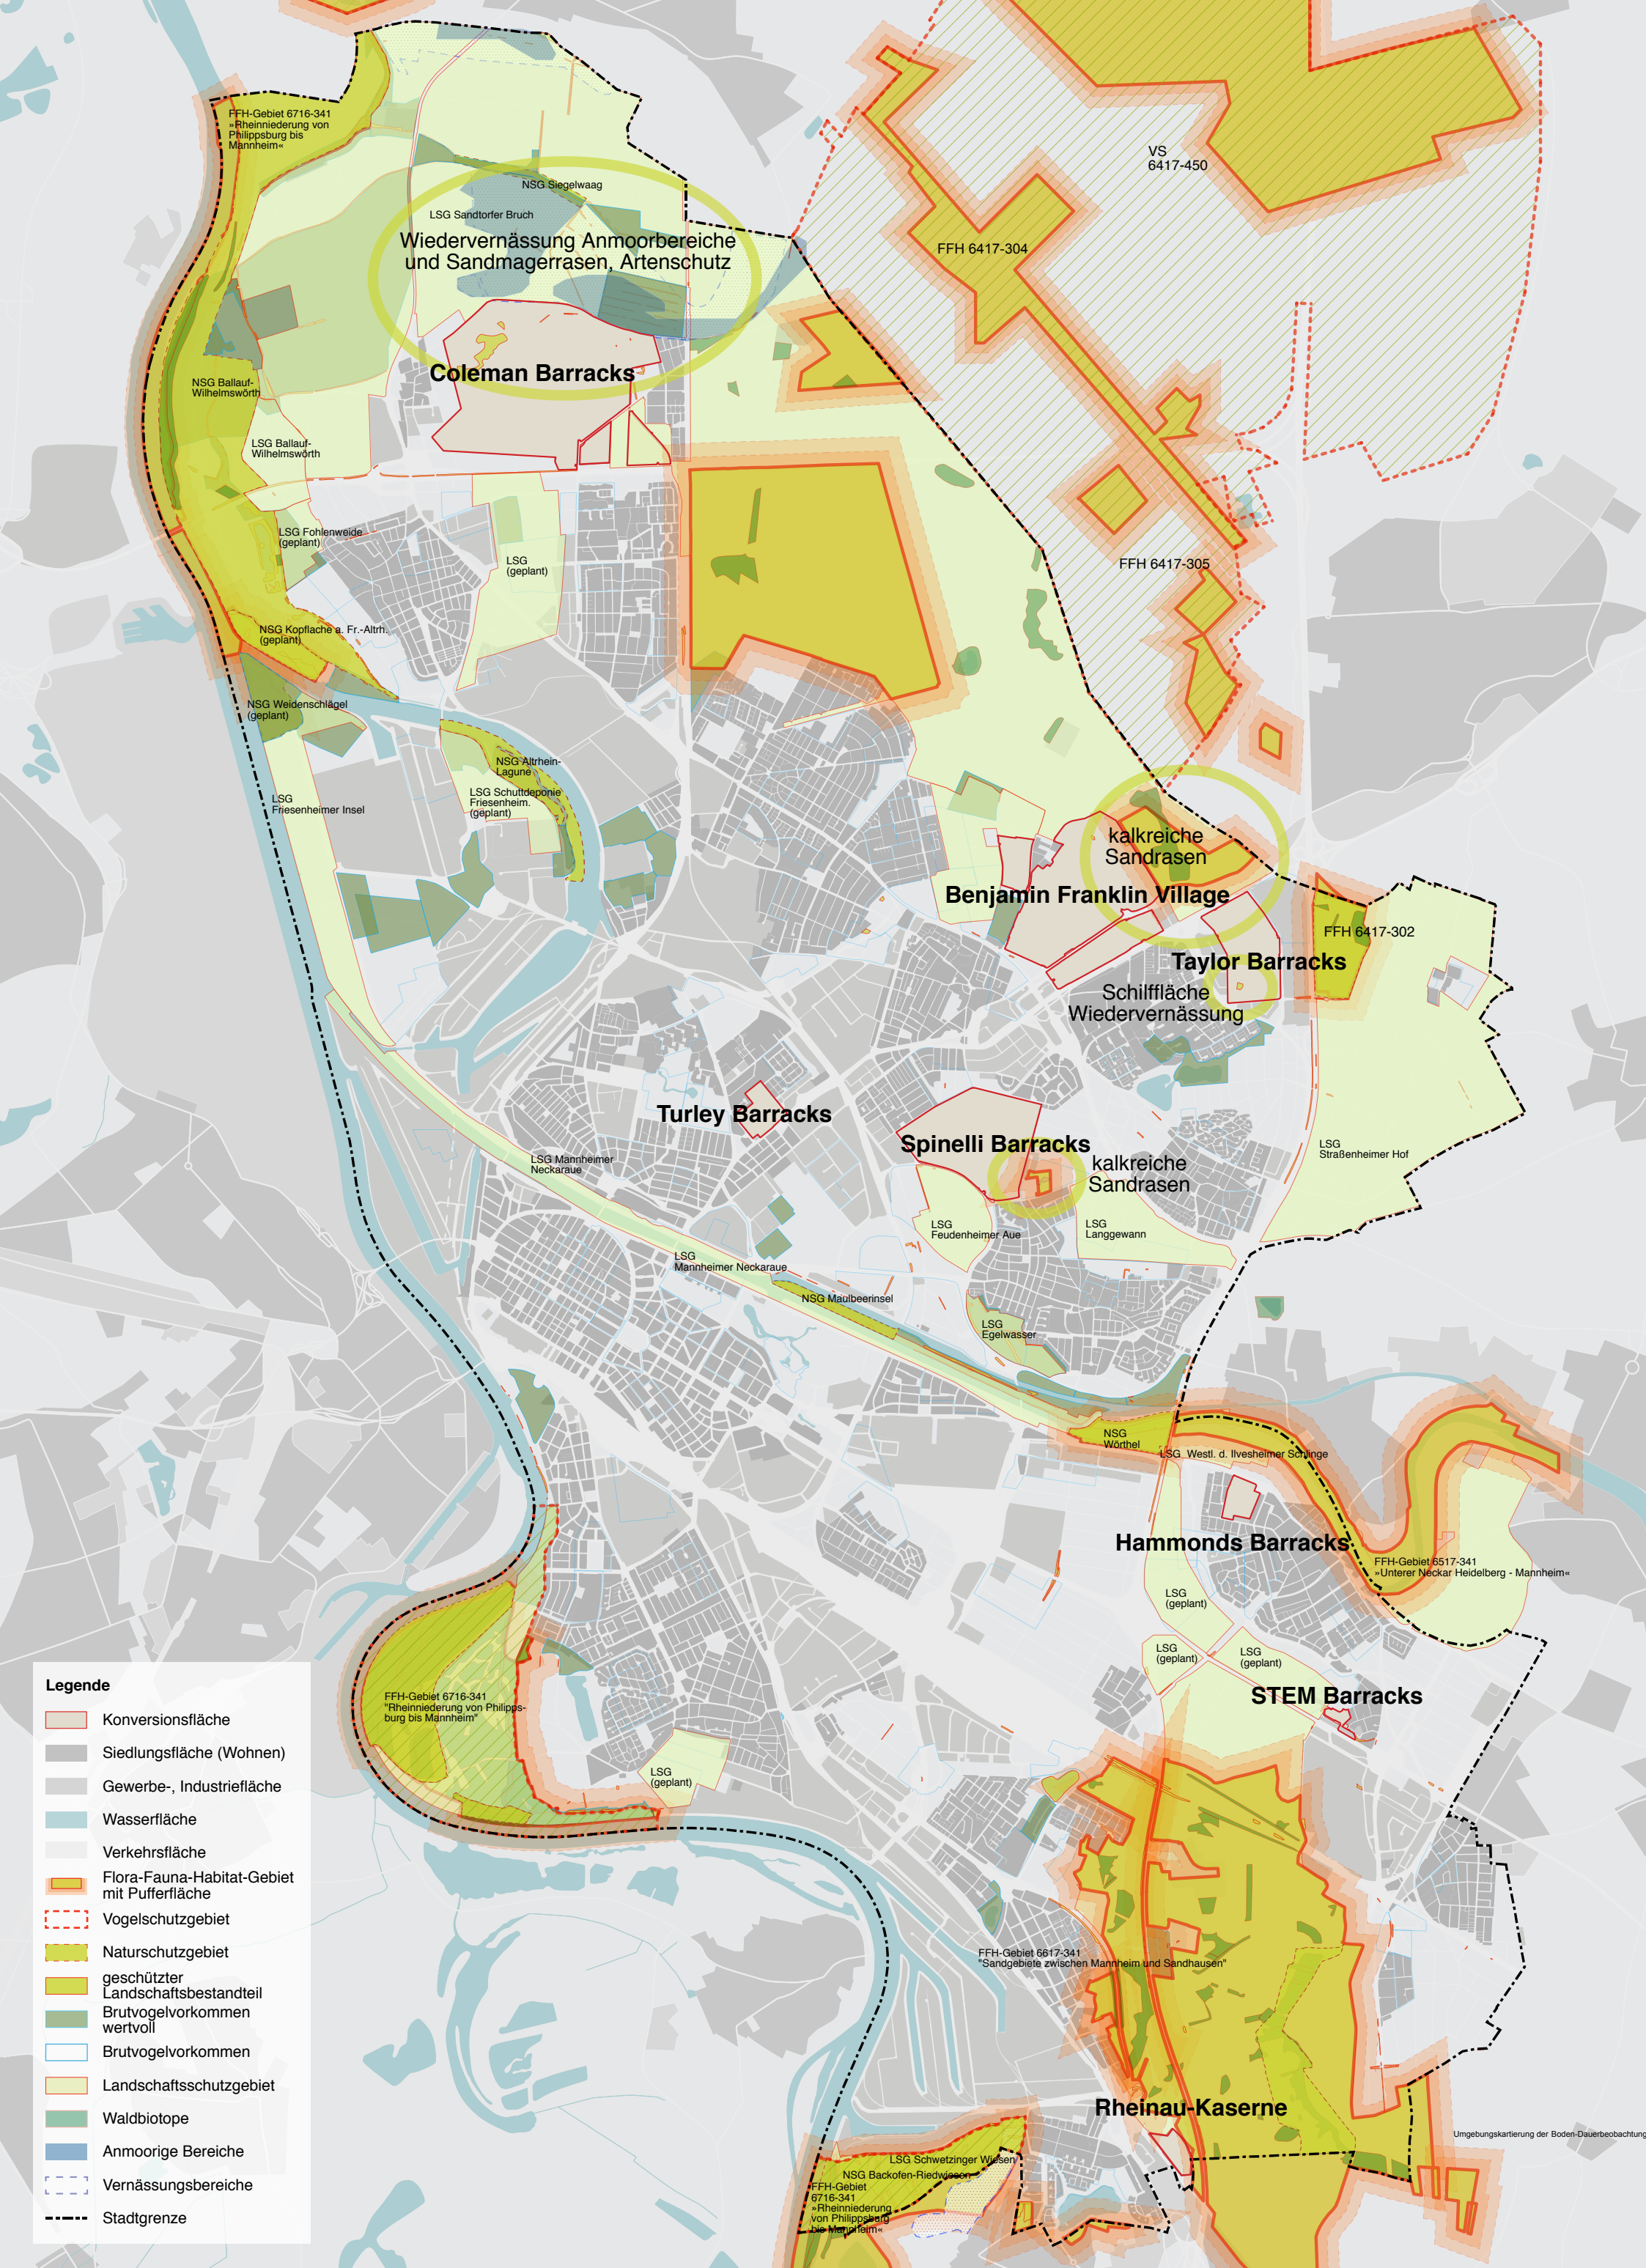 FFH-Gebiet 6716-341
»Rheinniederung von
Philippsburg bis
Mannheim«
VS
6417-450
NSG Siegelwaag
LSG Sandtorfer Bruch
Wiedervernässung Anmoorbereiche
und Sandmagerrasen, Artenschutz
FFH 6417-304
Coleman Barracks
NSG Ballauf-
Wilhelmswörth
LSG Ballauf-
Wilhelmswörth
LSG Fohlenweide
(geplant)
LSG
(geplant)
FFH 6417-305
NSG Kopflache a. Fr.-Altrh.
(geplant)
NSG Weidenschlägel
(geplant)
NSG Altrhein-
Lagune
LSG Schuttdeponie
Friesenheim.
(geplant)
LSG
Friesenheimer Insel
kalkreiche
Sandrasen
Benjamin Franklin Village
FFH 6417-302
Taylor Barracks
Schilffläche
Wiedervernässung
Turley Barracks
Spinelli Barracks
kalkreiche
Sandrasen
LSG
Straßenheimer Hof
LSG Mannheimer
Neckaraue
LSG
Feudenheimer Aue
LSG
Langgewann
LSG
Mannheimer Neckaraue
NSG Maulbeerinsel
LSG
Egelwasser
NSG
Wörthel
LSG Westl. d. Ilvesheimer Schlinge
Hammonds Barracks
FFH-Gebiet 6517-341
»Unterer Neckar Heidelberg - Mannheim«
LSG
(geplant)
LSG
(geplant)
LSG
(geplant)
STEM Barracks
FFH-Gebiet 6716-341
"Rheinniederung von Philipps-
burg bis Mannheim"
LSG
(geplant)
FFH-Gebiet 6617-341
"Sandgebiete zwischen Mannheim und Sandhausen"
Rheinau-Kaserne
Umgebungskartierung der Boden-Dauerbeobachtung
LSG Schwetzinger Wiesen
NSG Backofen-Riedwiesen
FFH-Gebiet
6716-341
»Rheinniederung
von Philippsburg
bis Mannheim«
Legende
Konversionsfläche
Siedlungsfläche (Wohnen)
Gewerbe-, Industriefläche
Wasserfläche
Verkehrsfläche
Flora-Fauna-Habitat-Gebiet
mit Pufferfläche
Vogelschutzgebiet
Naturschutzgebiet
geschützter
Landschaftsbestandteil
Brutvogelvorkommen
wertvoll
Brutvogelvorkommen
Landschaftsschutzgebiet
Waldbiotope
Anmoorige Bereiche
Vernässungsbereiche
Stadtgrenze